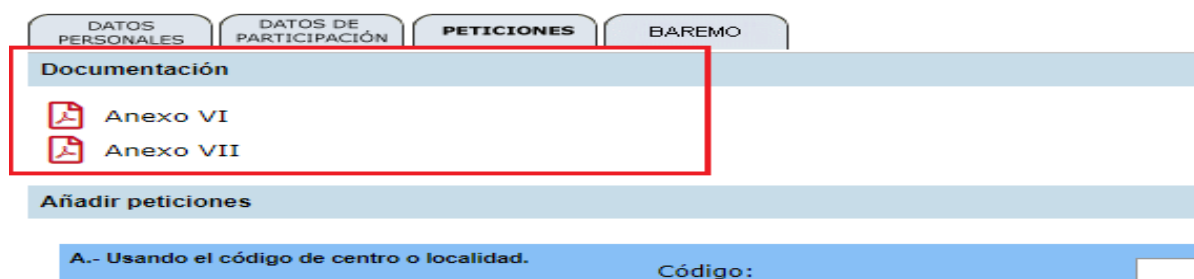 DATOS PERSONALES
DATOS DE PARTICIPACIÓN
PETICIONES
BAREMO
Documentación
Anexo VI
Anexo VII
Añadir peticiones
A.- Usando el código de centro o localidad.
Código: